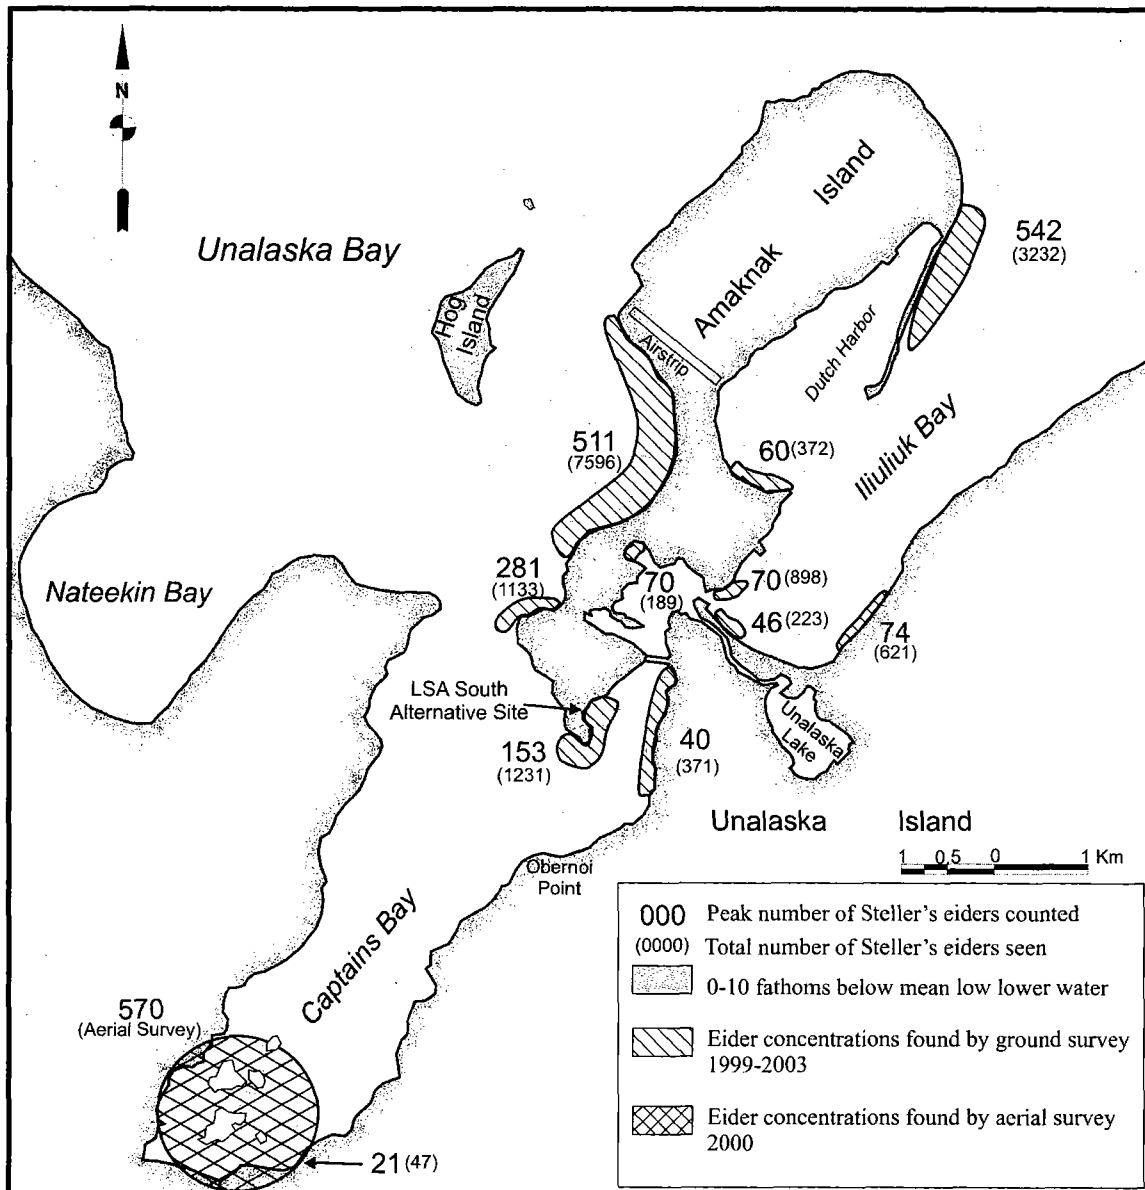 N
Unalaska Bay
Hog
Island
Amaknak Island
Airstrip
542
(3232)
Dutch Harbor
Iliuliuk Bay
511
(7596)
60(372)
Nateekin Bay
281
(1133)
70
(189)
70(898)
46(223)
74
(621)
LSA South
Alternative Site
153
(1231)
40
(371)
Unalaska
Lake
Unalaska Island
1 0.5 0 1 Km
Obernoi
Point
Captains Bay
570
(Aerial Survey)
21(47)
000 Peak number of Steller's eiders counted
(0000) Total number of Steller's eiders seen
0-10 fathoms below mean low lower water
Eider concentrations found by ground survey
1999-2003
Eider concentrations found by aerial survey
2000